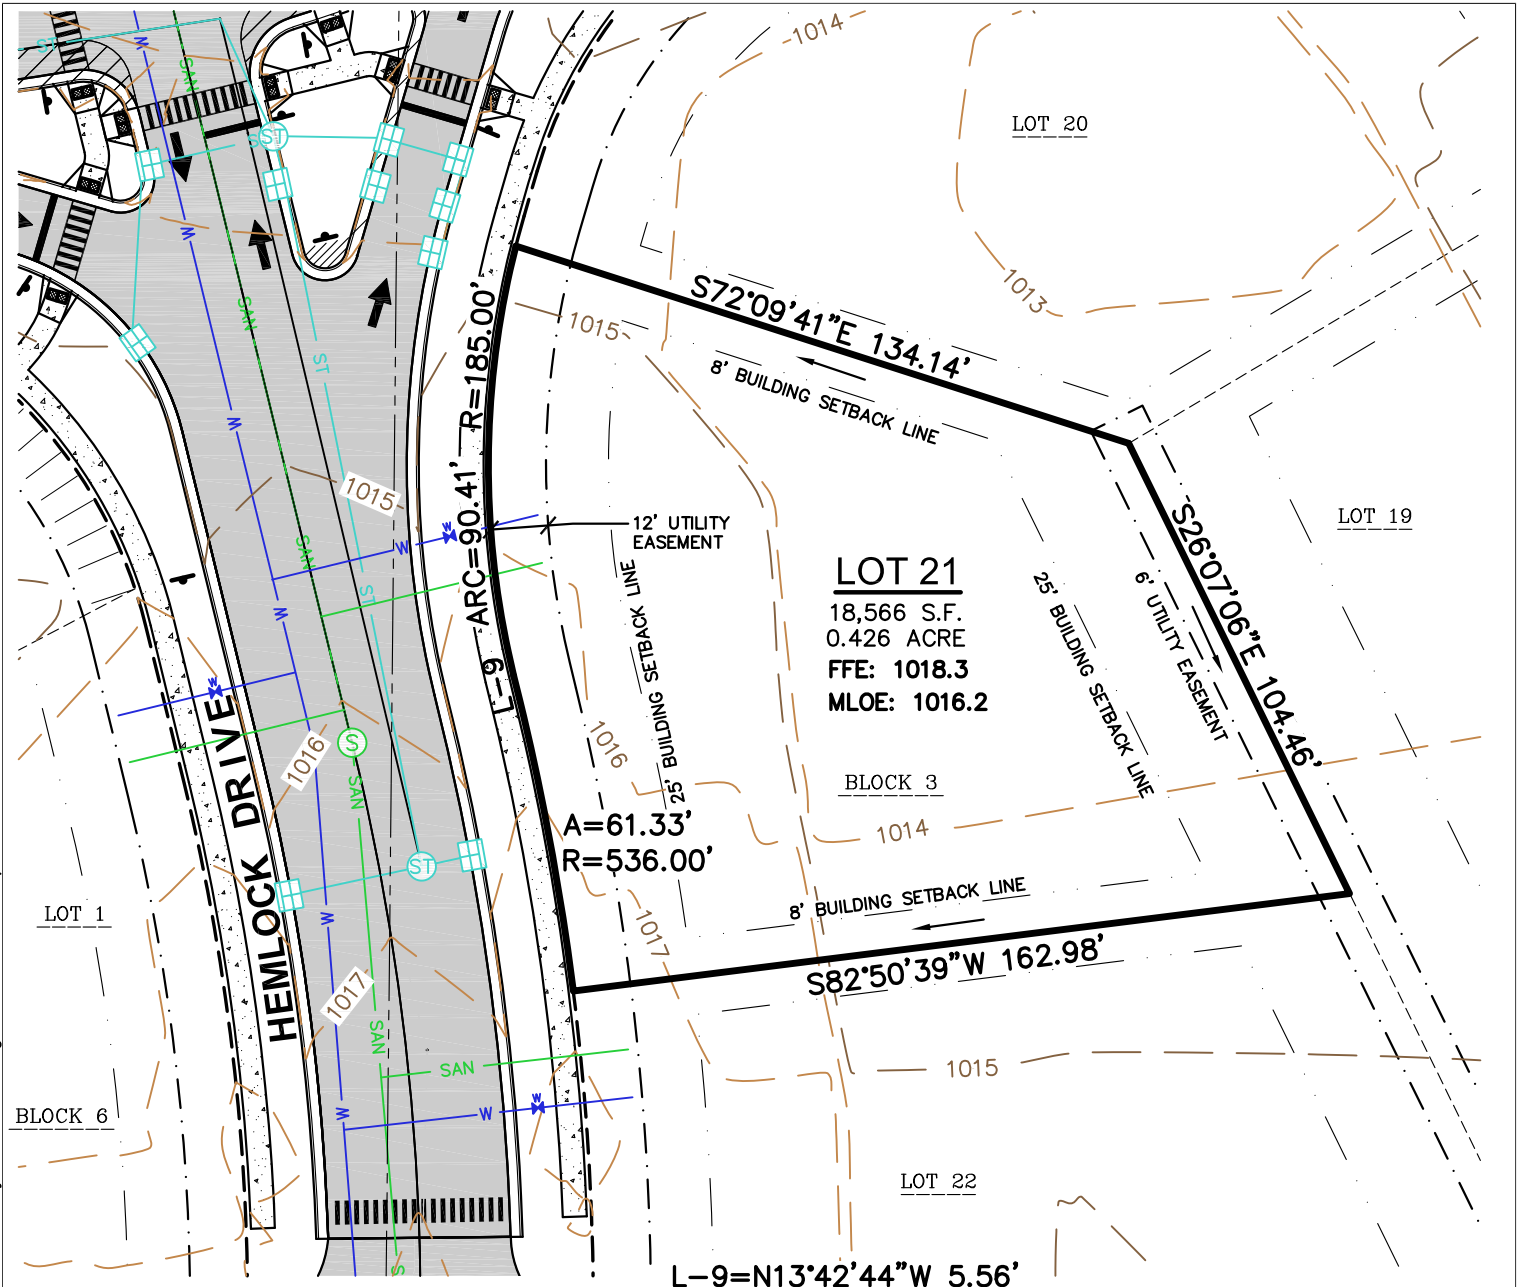 1014
LOT 20
ST
W
SAN
ST
S
1013
W
SAN
1015
S72°09'41"E 134.14'
8' BUILDING SETBACK LINE
ST
W
ARC=90.41' R=185.00'
1015
12' UTILITY
EASEMENT
LOT 19
S26°07'06"E 104.46'
SAN
W
W
ST
W
LOT 21
18,566 S.F.
0.426 ACRE
FFE: 1018.3
MLOE: 1016.2
25' BUILDING SETBACK LINE
25' BUILDING SETBACK LINE
6' UTILITY EASEMENT
L-9
W
HEMLOCK DRIVE
S
1016
1016
SAN
BLOCK 3
A=61.33'
R=536.00'
1014
ST
8' BUILDING SETBACK LINE
LOT 1
W
1017
S82°50'39"W 162.98'
1017
SAN
SAN
1015
W
W
W
BLOCK 6
LOT 22
S
L-9=N13°42'44"W 5.56'